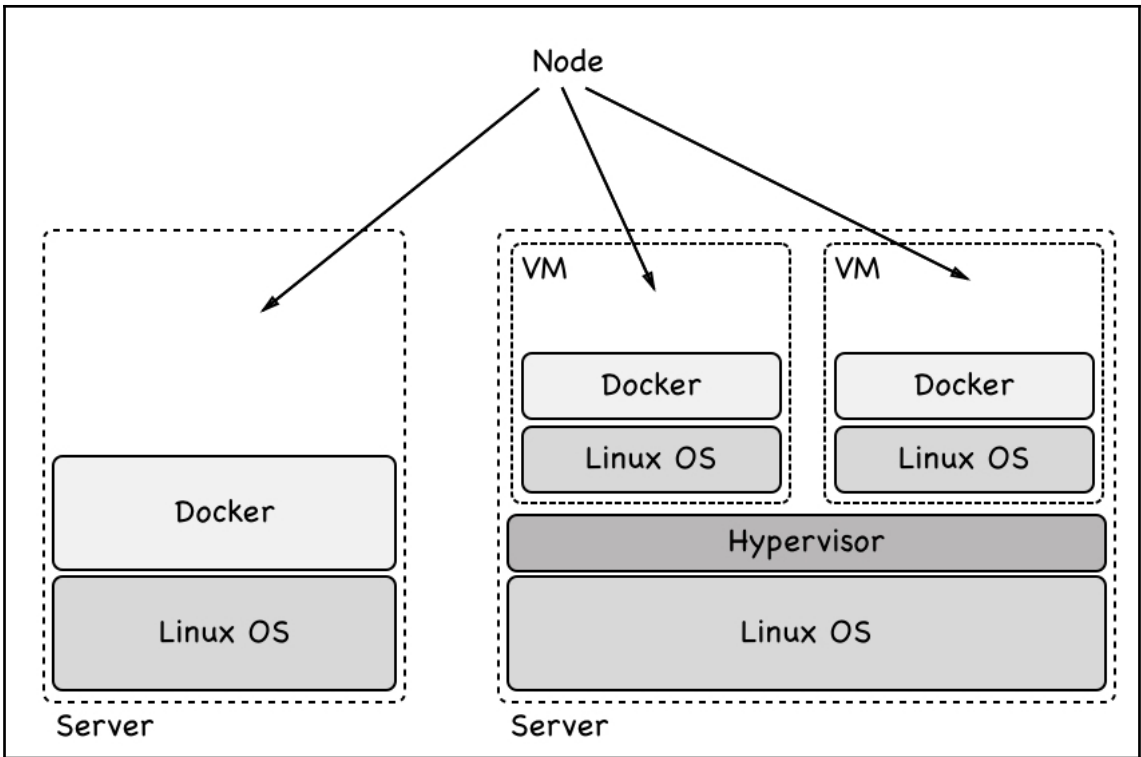 Node
VM
VM
Docker
Docker
Linux OS
Linux OS
Docker
Hypervisor
Linux OS
Linux OS
Server
Server